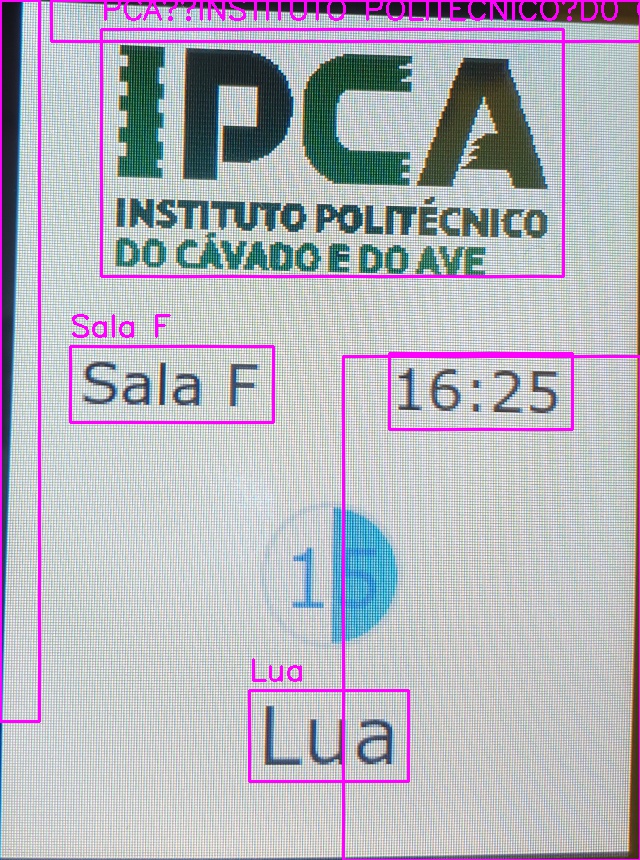 PCA??INSTITUTO POLITECNICO?DO
IPCA
INSTITUTO POLITÉCNICO
DO CÁVADO E DO AVE
Sala F
Sala F
16:25
15
Lua
Lua